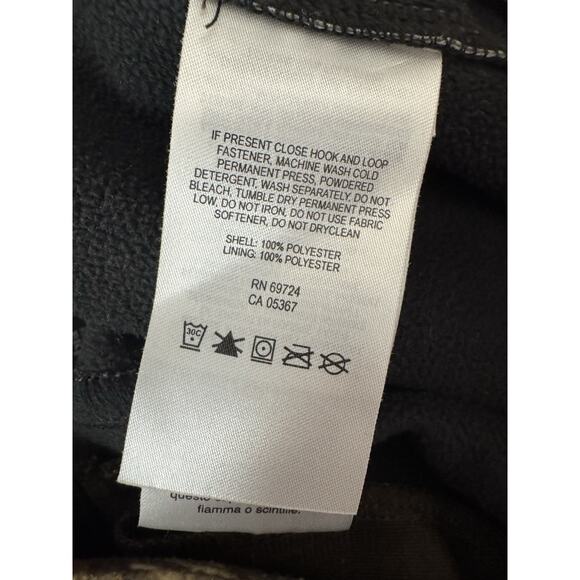 IF PRESENT CLOSE HOOK AND LOOP
FASTENER, MACHINE WASH COLD
PERMANENT PRESS, POWDERED
DETERGENT, WASH SEPARATELY. DO NOT
BLEACH, TUMBLE DRY PERMANENT PRESS
LOW, DO NOT IRON, DO NOT USE FABRIC
SOFTENER, DO NOT DRYCLEAN
SHELL: 100% POLYESTER
LINING: 100% POLYESTER
RN 69724
CA 05367
30C
questo
fiamma o scintille.